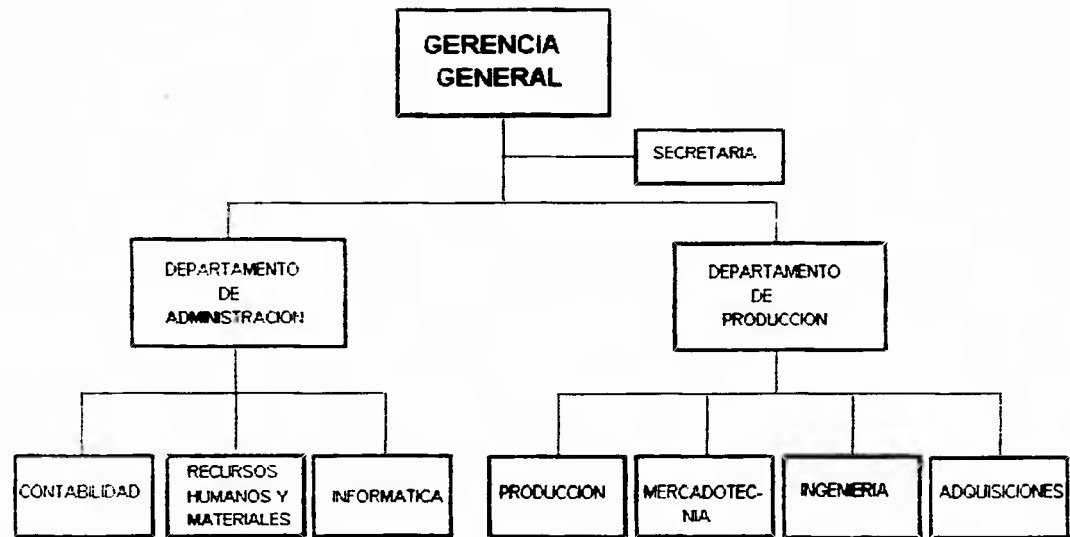 GERENCIA
GENERAL
SECRETARIA
DEPARTAMENTO
DE
ADMINISTRACION
DEPARTAMENTO
DE
PRODUCCION
CONTABILIDAD
RECURSOS
HUMANOS Y
MATERIALES
INFORMATICA
PRODUCCION
MERCADOTEC-
NIA
INGENIERIA
ADQUISICIONES